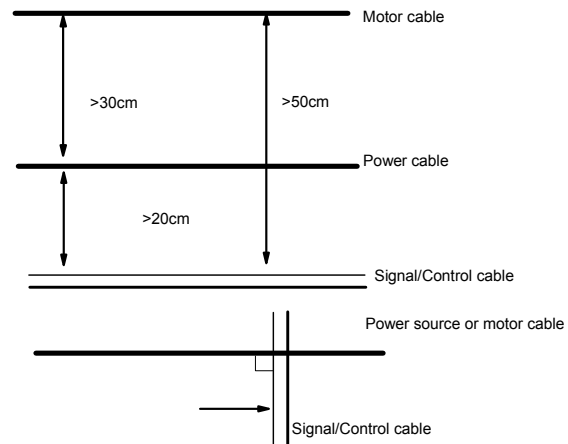 Motor cable
>30cm
>50cm
Power cable
>20cm
Signal/Control cable
Power source or motor cable
Signal/Control cable